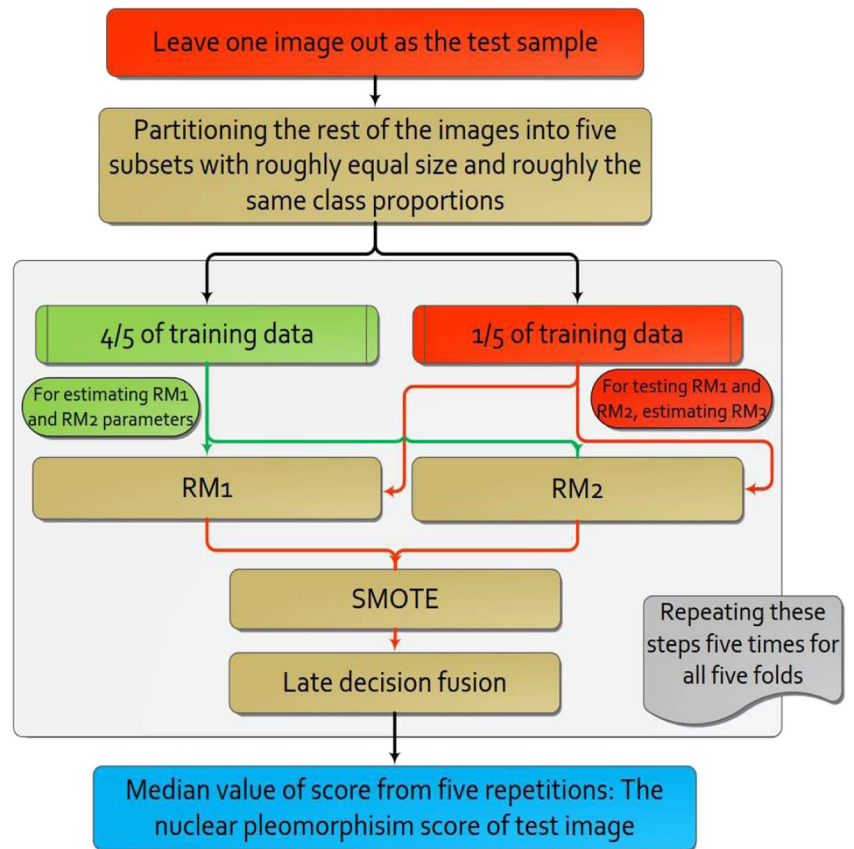 Leave one image out as the test sample
Partitioning the rest of the images into five
subsets with roughly equal size and roughly the
same class proportions
4/5 of training data
1/5 of training data
For estimating RM1
and RM2 parameters
For testing RM1 and
RM2, estimating RM3
RM1
RM2
SMOTE
Repeating these
steps five times for
all five folds
Late decision fusion
Median value of score from five repetitions: The
nuclear pleomorphisim score of test image